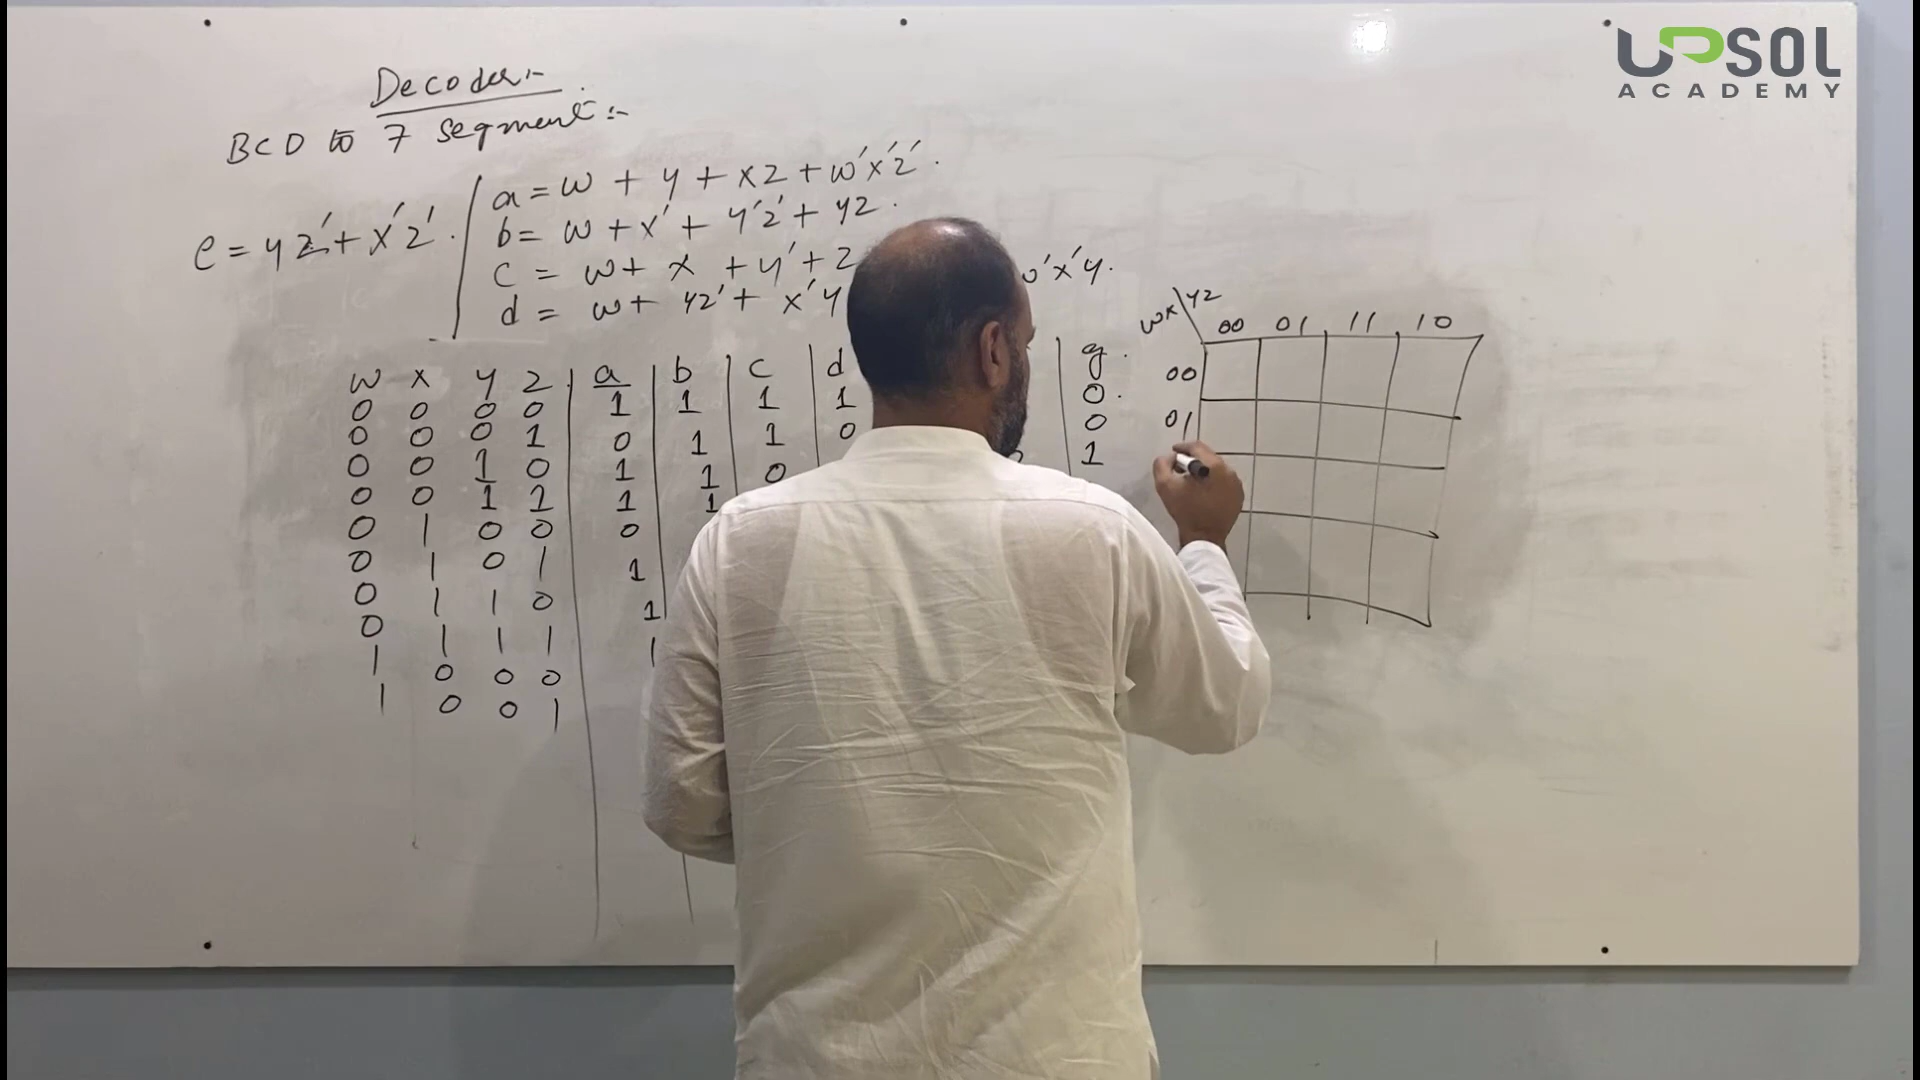 UPSOL
ACADEMY
Decoder:-
BCD to 7 Segment:-
e = yz' + x'z'.
a = w + y + xz + w'x'z'.
b = w + x' + y'z' + yz.
c = w + x + y' + z
d = w + yz' + x'y
x'y.
wx\yz 00 01 11 10
00
01
w x y z a b c d g.
0 0 0 0 1 1 1 1 0.
0 0 0 1 0 1 1 0 0
0 0 1 0 1 1 0 1
0 0 1 1 1 1
0 1 0 0 0
0 1 0 1 1
0 1 1 0 1
0 1 1 1 1
1 0 0 0
1 0 0 1